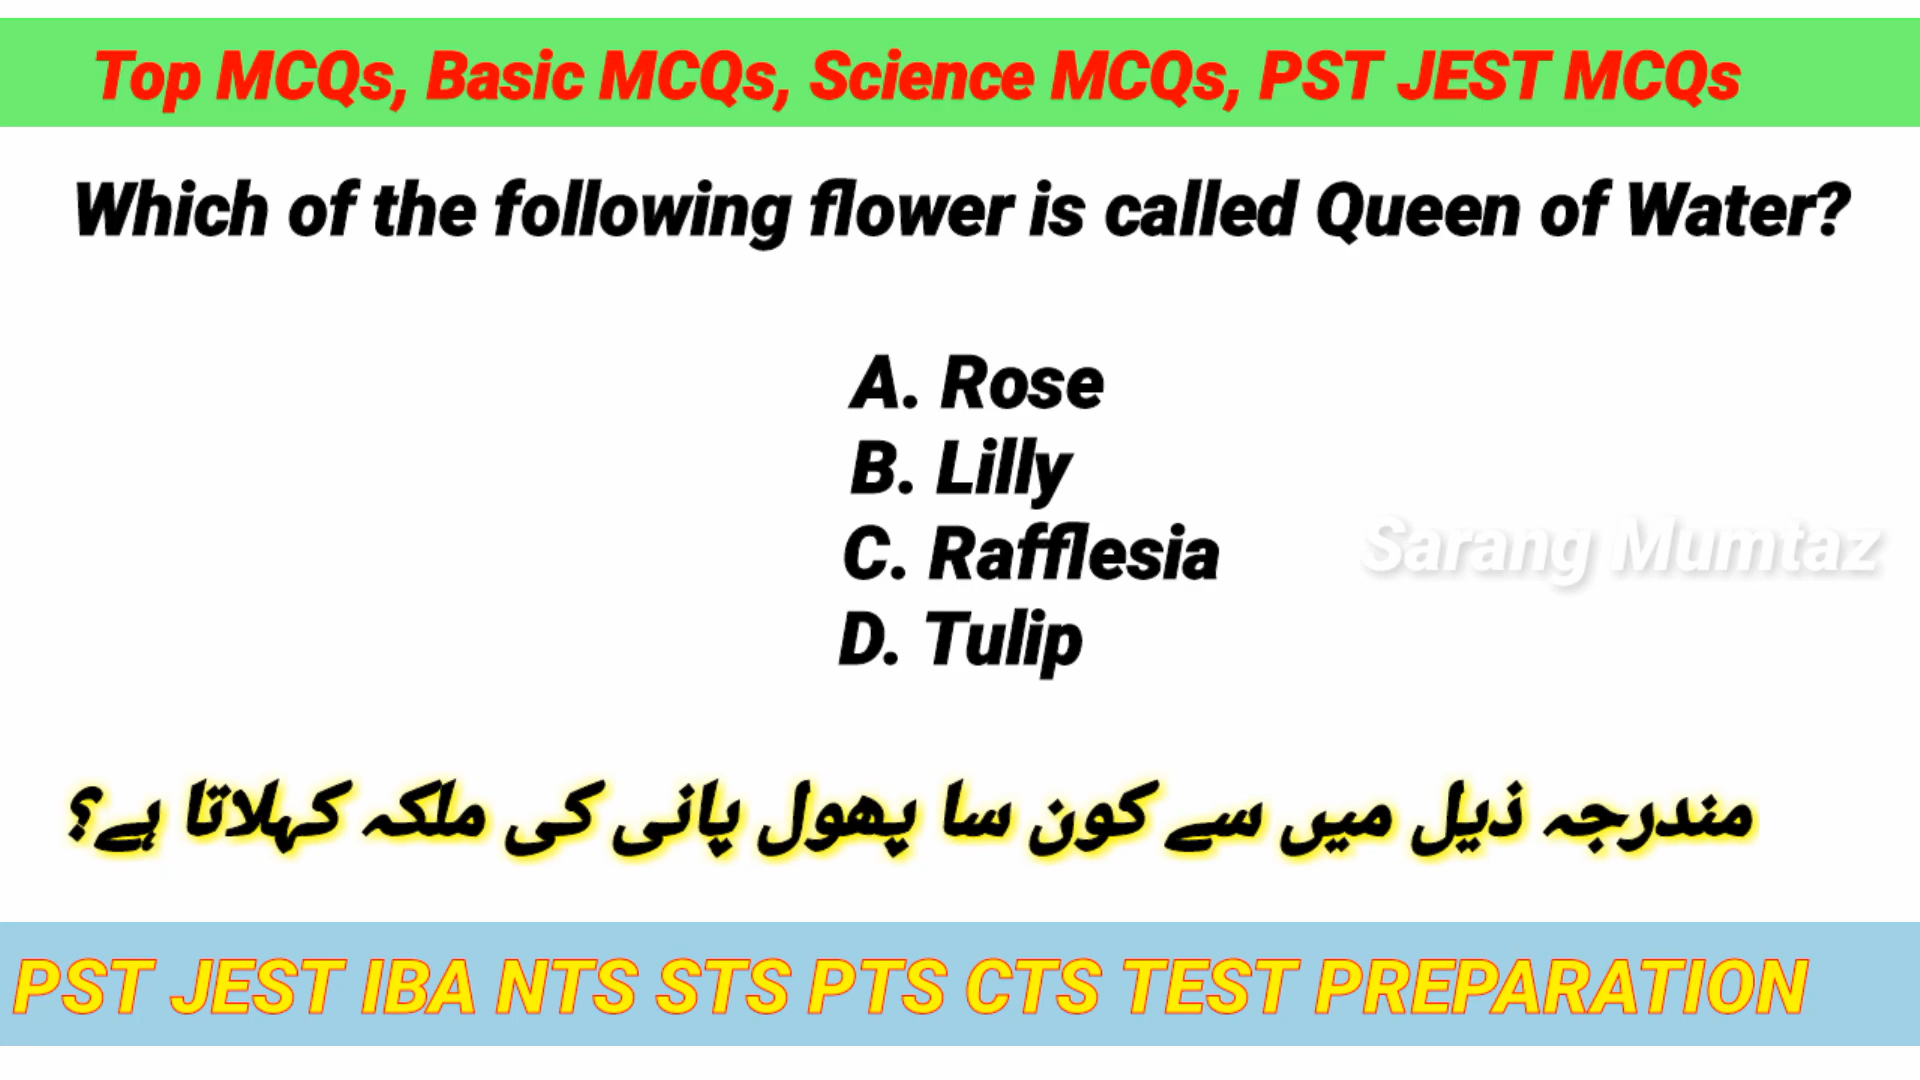 Top MCQs, Basic MCQs, Science MCQs, PST JEST MCQs
Which of the following flower is called Queen of Water?
A. Rose
B. Lilly
C. Rafflesia
Sarang Mumtaz
D. Tulip
مندرجہ ذیل میں سے کون سا پھول پانی کی ملکہ کہلاتا ہے؟
PST JEST IBA NTS STS PTS CTS TEST PREPARATION